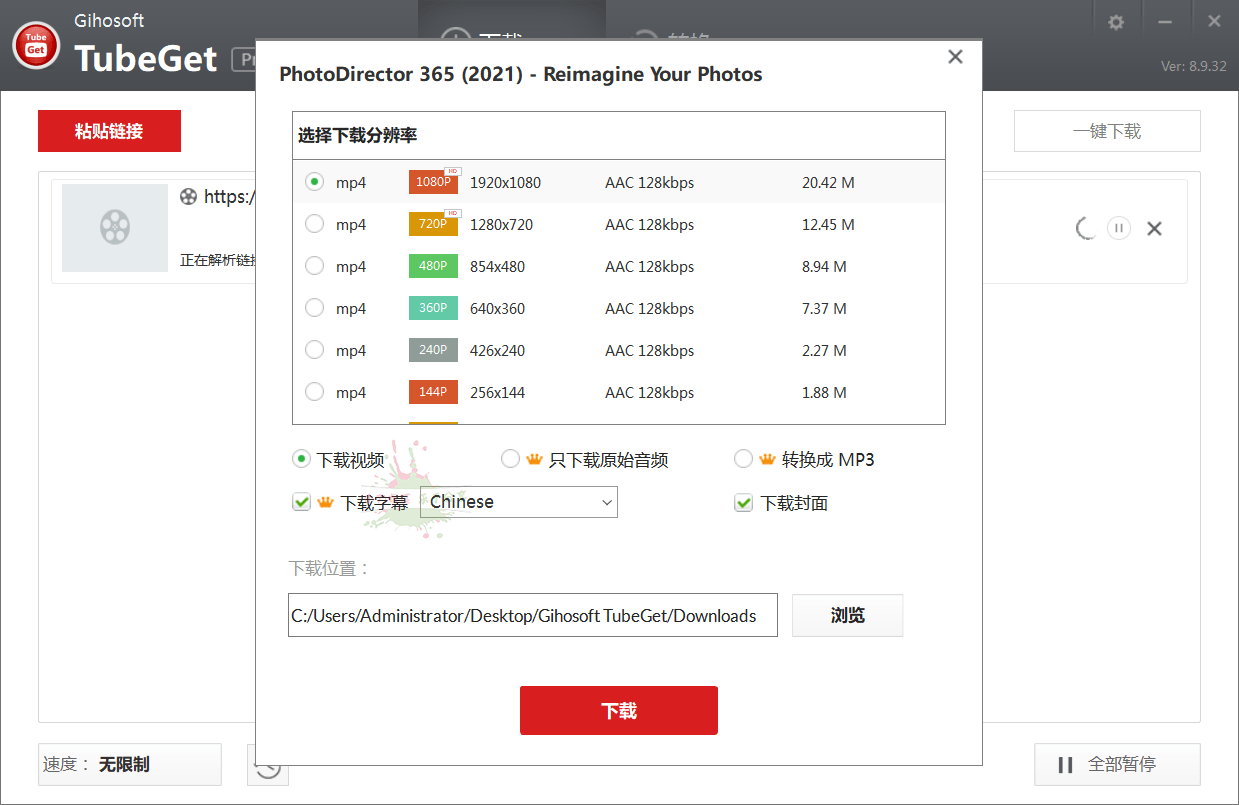 Gihosoft
Tube Get
TubeGet
Ver: 8.9.32
PhotoDirector 365 (2021) - Reimagine Your Photos
粘贴链接
一键下载
选择下载分辨率
mp4 1080P HD 1920x1080 AAC 128kbps 20.42 M
mp4 720P HD 1280x720 AAC 128kbps 12.45 M
mp4 480P 854x480 AAC 128kbps 8.94 M
mp4 360P 640x360 AAC 128kbps 7.37 M
mp4 240P 426x240 AAC 128kbps 2.27 M
mp4 144P 256x144 AAC 128kbps 1.88 M
https:/
正在解析链接
下载视频 只下载原始音频 转换成 MP3
下载字幕 Chinese 下载封面
下载位置：
C:/Users/Administrator/Desktop/Gihosoft TubeGet/Downloads 浏览
下载
速度： 无限制
全部暂停